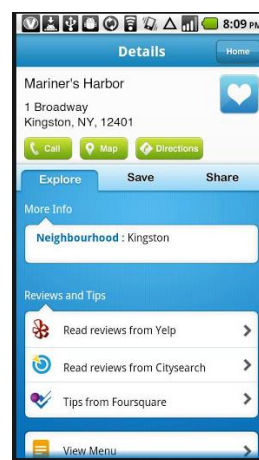 8:09 PM
Details
Home
Mariner's Harbor
1 Broadway
Kingston, NY, 12401
Call
Map
Directions
Explore
Save
Share
More Info
Neighbourhood : Kingston
Reviews and Tips
Read reviews from Yelp
Read reviews from Citysearch
Tips from Foursquare
View Menu